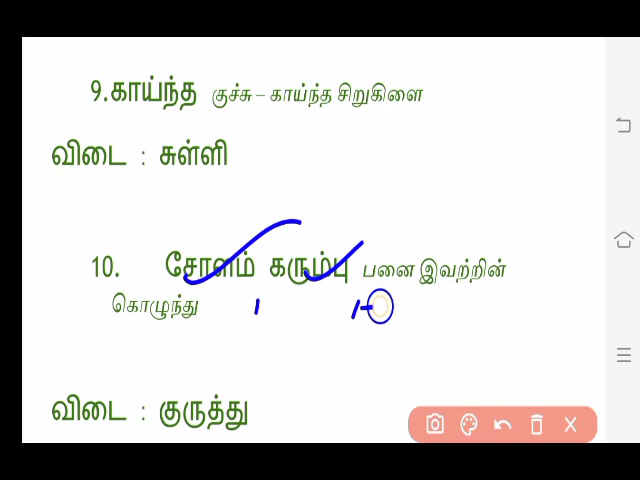 9.காய்ந்த குச்சு – காய்ந்த சிறுகிளை
விடை : சுள்ளி
10. சோளம் கரும்பு பனை இவற்றின்
கொழுந்து
விடை : குருத்து